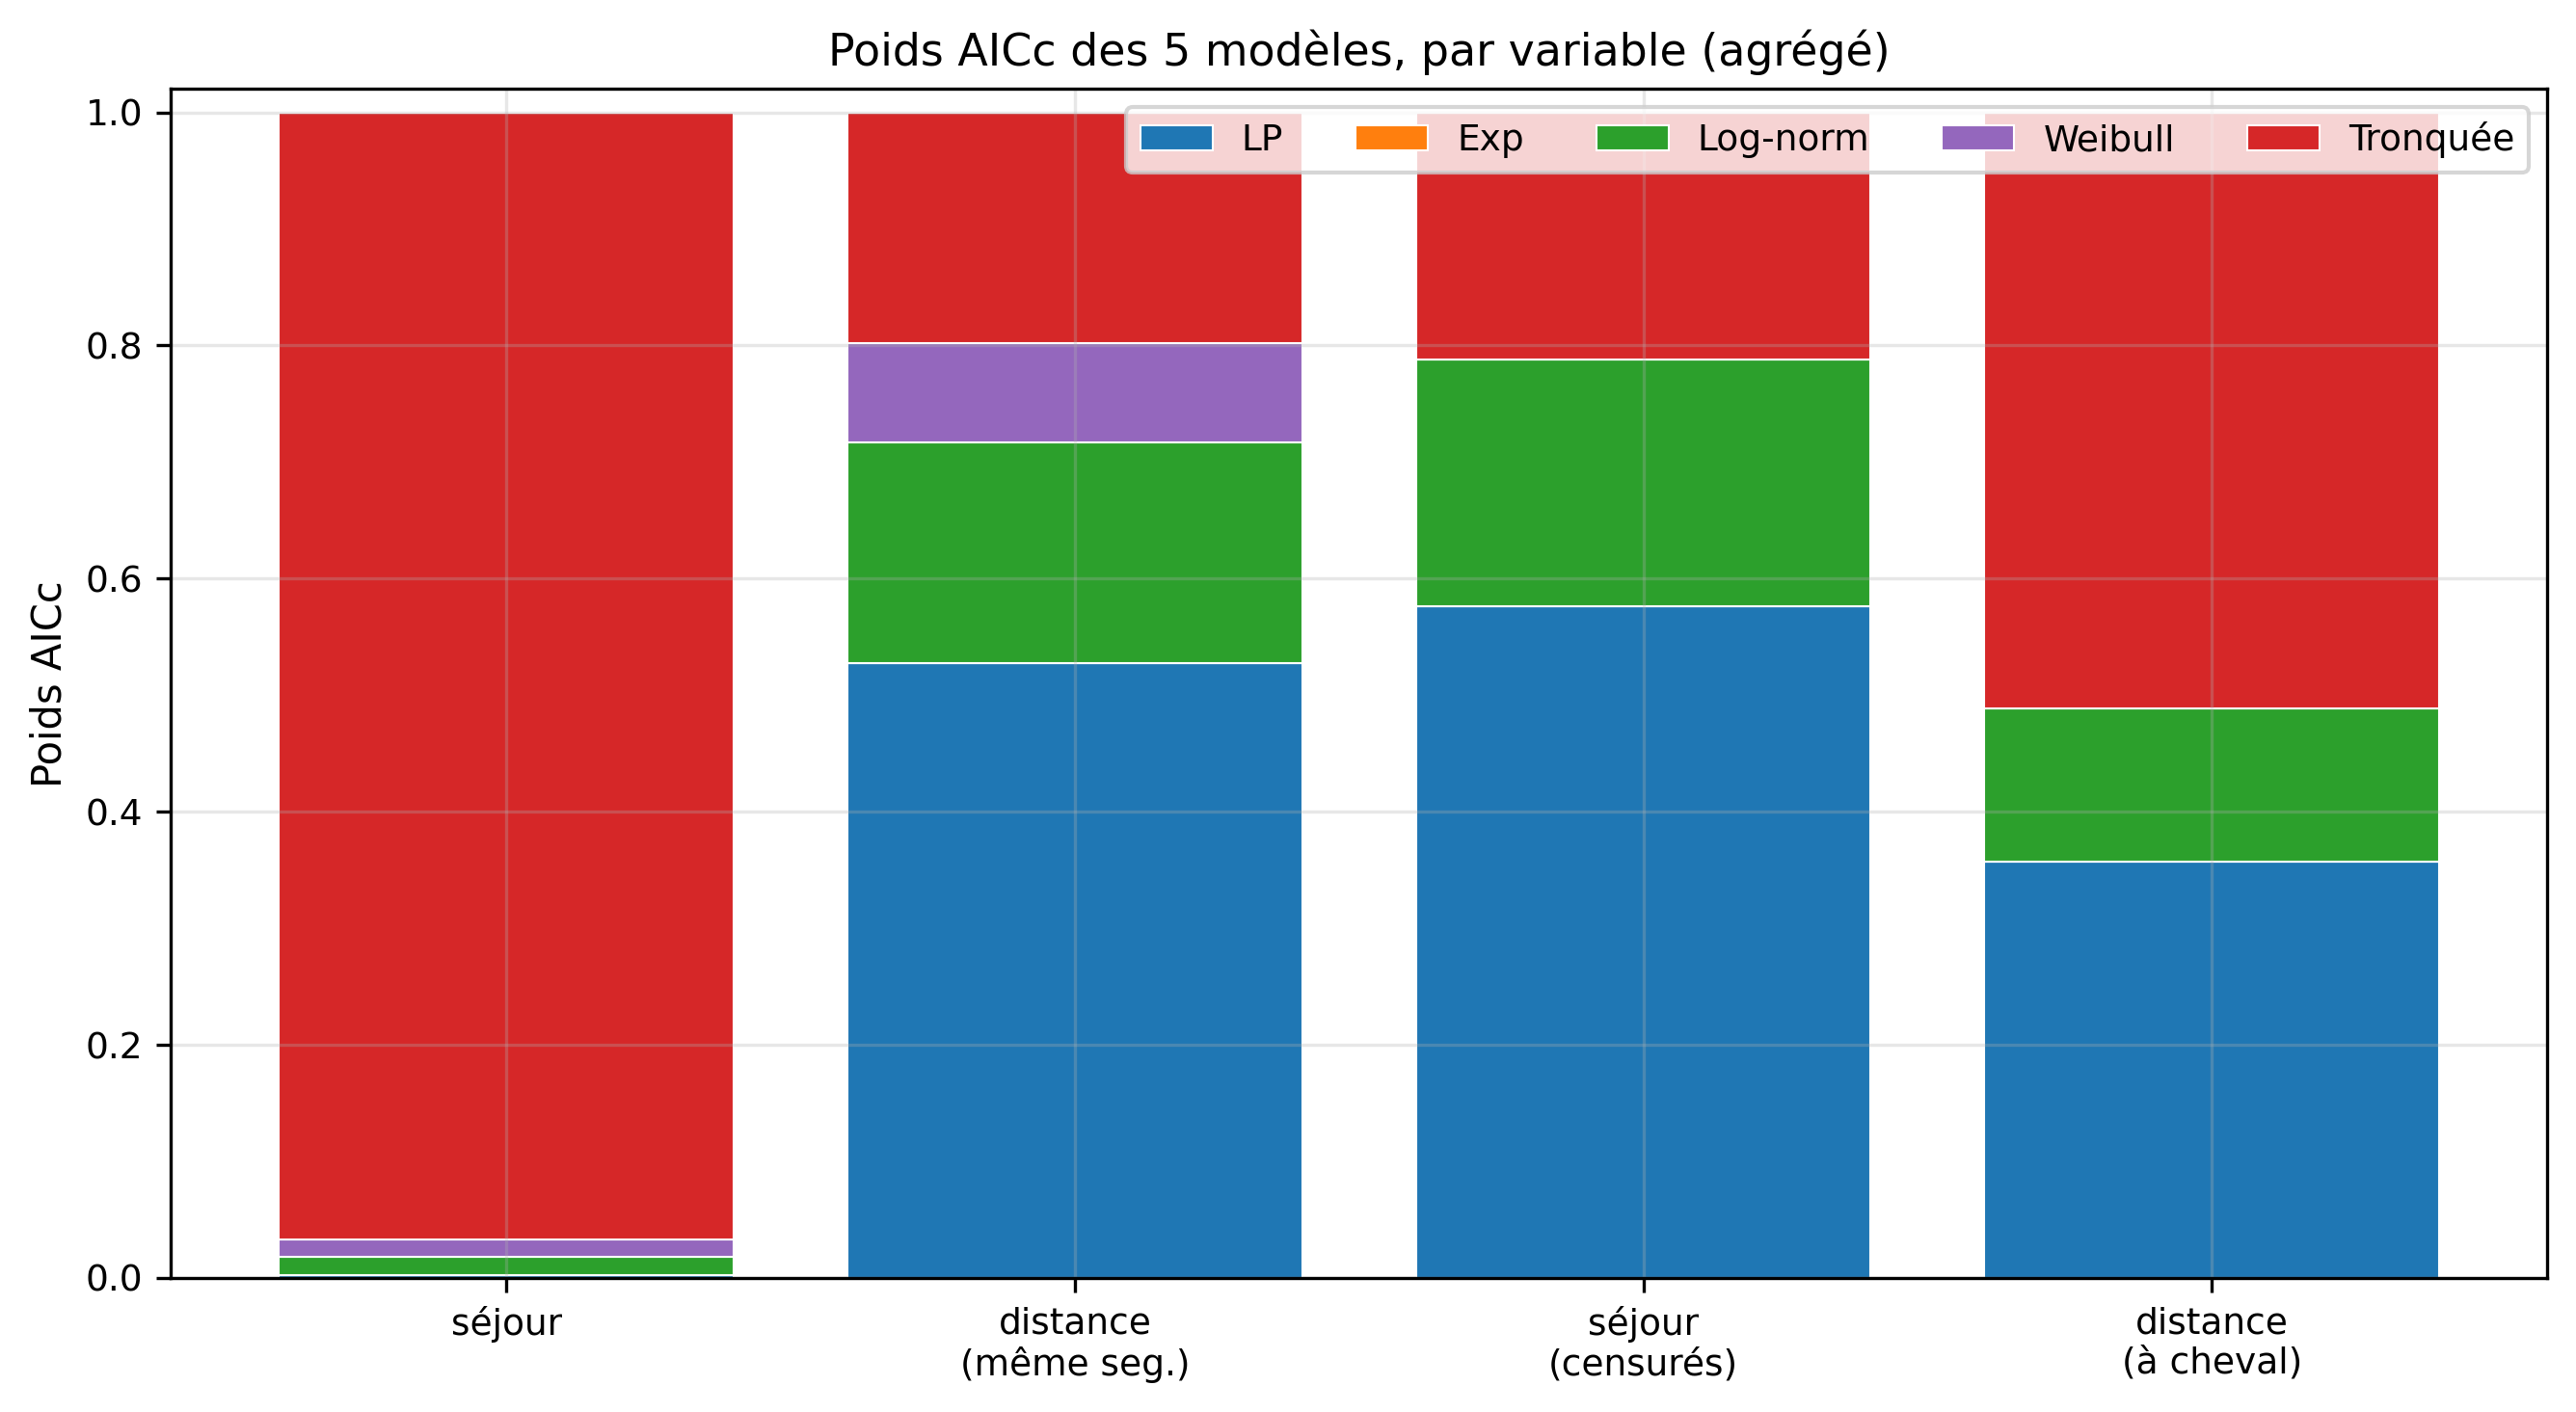 Poids AICc des 5 modèles, par variable (agrégé)
LP Exp Log-norm Weibull Tronquée
Poids AICc
1.0
0.8
0.6
0.4
0.2
0.0
séjour
distance
(même seg.)
séjour
(censurés)
distance
(à cheval)